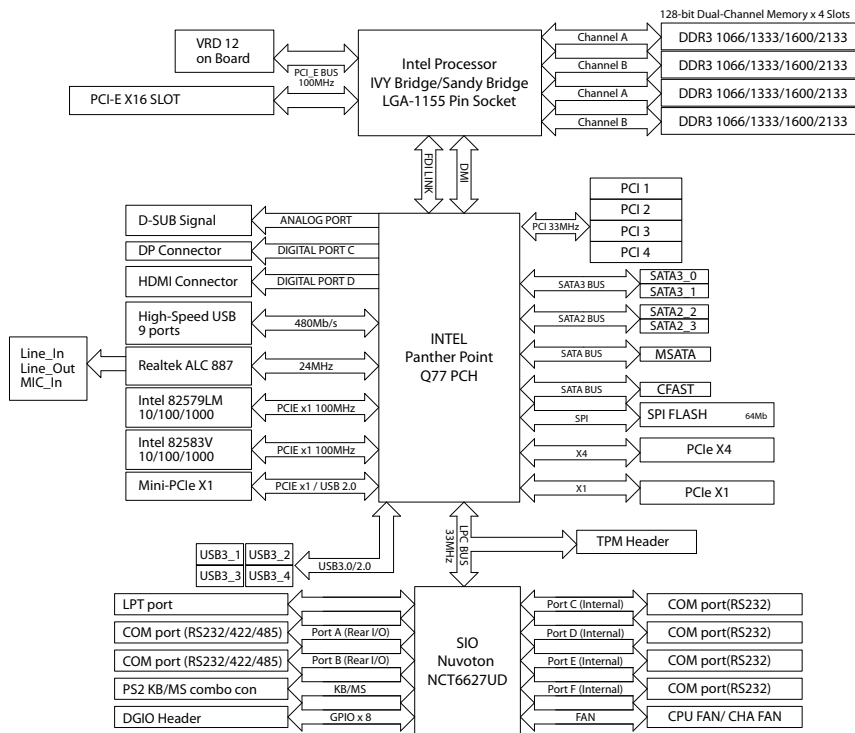 128-bit Dual-Channel Memory x 4 Slots
VRD 12
on Board
PCI_E BUS
100MHz
PCI-E X16 SLOT
Intel Processor
IVY Bridge/Sandy Bridge
LGA-1155 Pin Socket
Channel A
DDR3 1066/1333/1600/2133
Channel B
DDR3 1066/1333/1600/2133
Channel A
DDR3 1066/1333/1600/2133
Channel B
DDR3 1066/1333/1600/2133
FDI LINK
DMI
D-SUB Signal
ANALOG PORT
DP Connector
DIGITAL PORT C
HDMI Connector
DIGITAL PORT D
High-Speed USB
9 ports
480Mb/s
Line_In
Line_Out
MIC_In
Realtek ALC 887
24MHz
Intel 82579LM
10/100/1000
PCIE x1 100MHz
Intel 82583V
10/100/1000
PCIE x1 100MHz
Mini-PCIe X1
PCIE x1 / USB 2.0
INTEL
Panther Point
Q77 PCH
PCI 33MHz
PCI 1
PCI 2
PCI 3
PCI 4
SATA3 BUS
SATA3_0
SATA3_1
SATA2 BUS
SATA2_2
SATA2_3
SATA BUS
MSATA
SATA BUS
CFAST
SPI
SPI FLASH 64Mb
X4
PCIe X4
X1
PCIe X1
USB3_1 USB3_2
USB3_3 USB3_4
USB3.0/2.0
LPC BUS
33MHz
TPM Header
LPT port
COM port (RS232/422/485)
Port A (Rear I/O)
COM port (RS232/422/485)
Port B (Rear I/O)
PS2 KB/MS combo con
KB/MS
DGIO Header
GPIO x 8
SIO
Nuvoton
NCT6627UD
Port C (Internal)
COM port(RS232)
Port D (Internal)
COM port(RS232)
Port E (Internal)
COM port(RS232)
Port F (Internal)
COM port(RS232)
FAN
CPU FAN/ CHA FAN